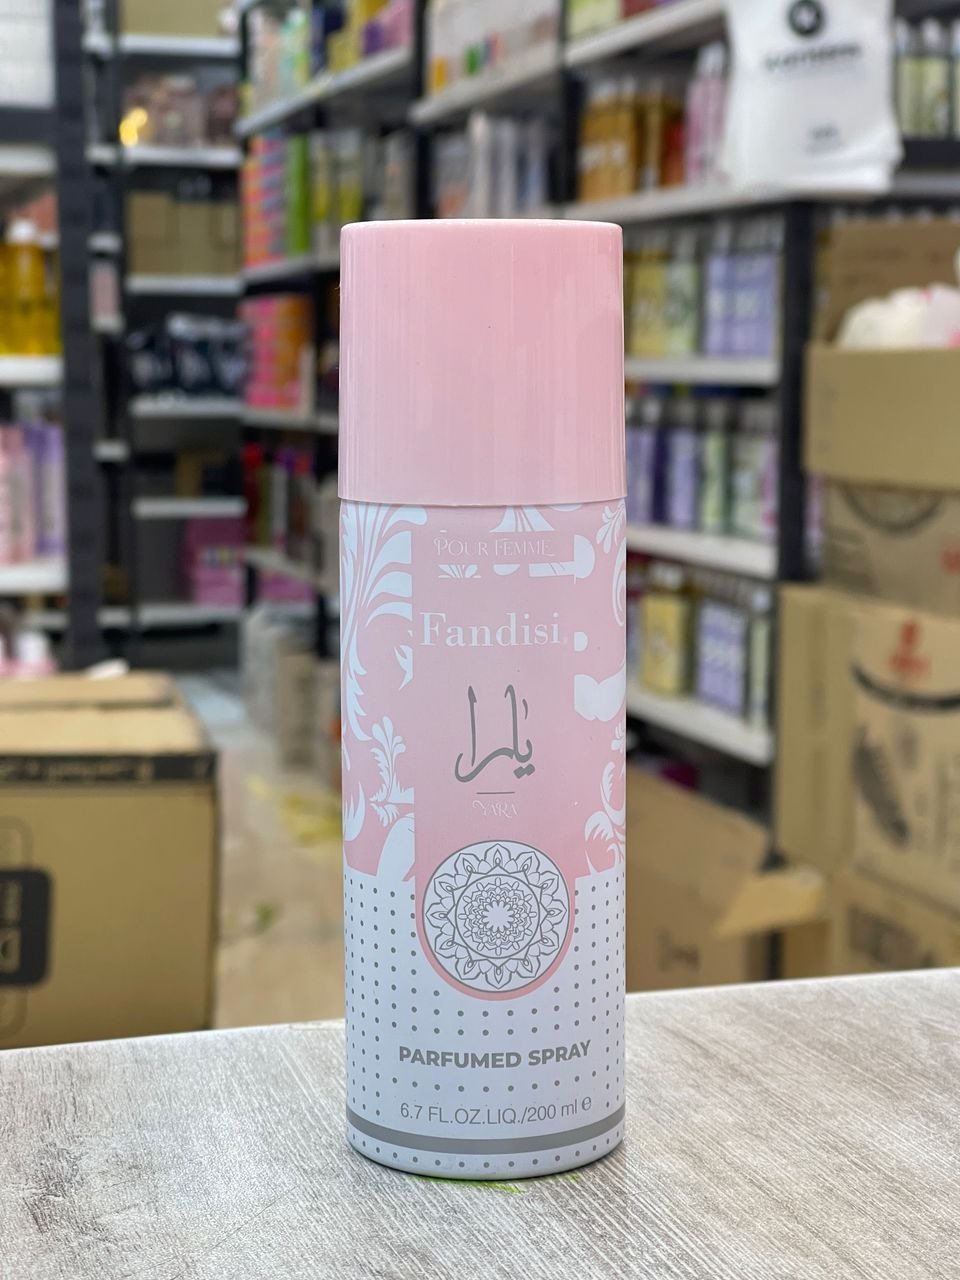 POUR FEMME
Fandisi
يارا
YARA
PARFUMED SPRAY
6.7 FL.OZ.LIQ./200 ml ℮